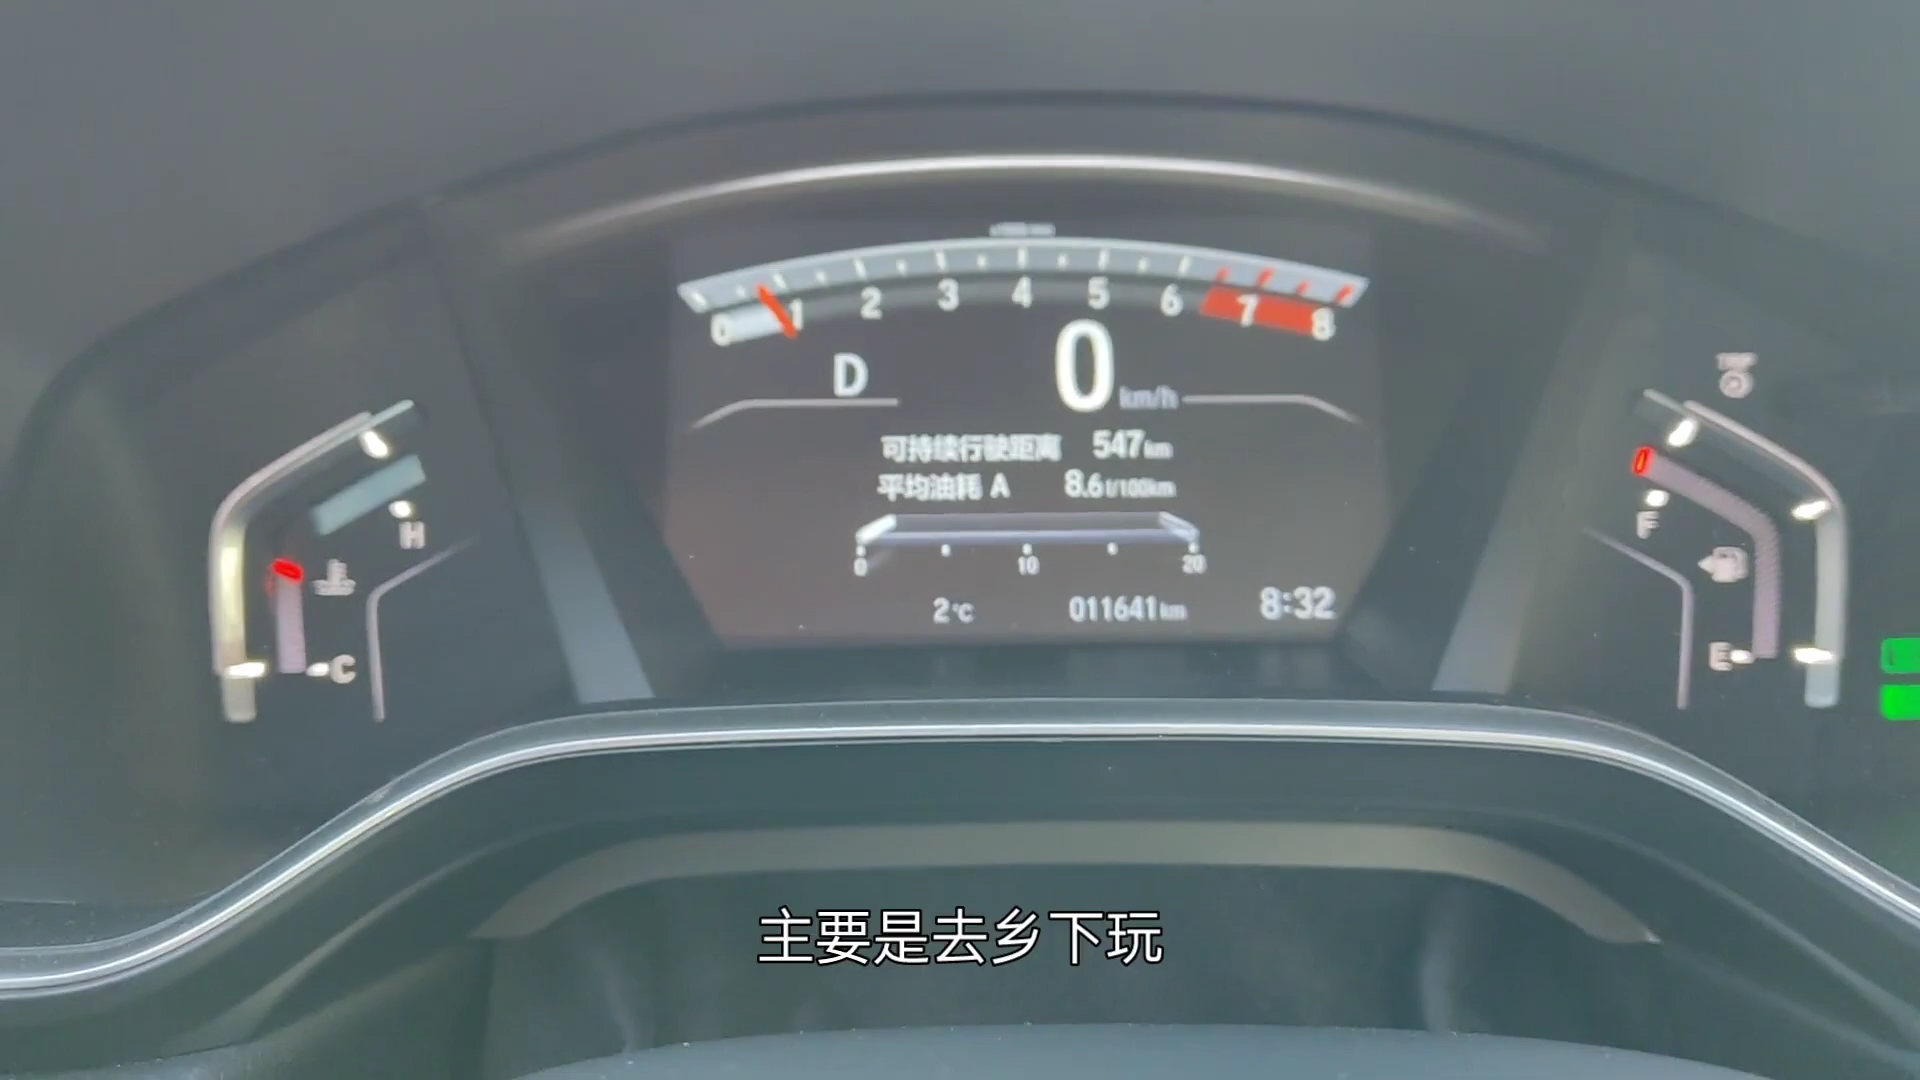 0 1 2 3 4 5 6 7 8
D 0 km/h
可持续行驶距离 547km
平均油耗 A 8.6 l/100km
0 10 20
2°C 011641km 8:32
H
C
TRIP
F
E
主要是去乡下玩